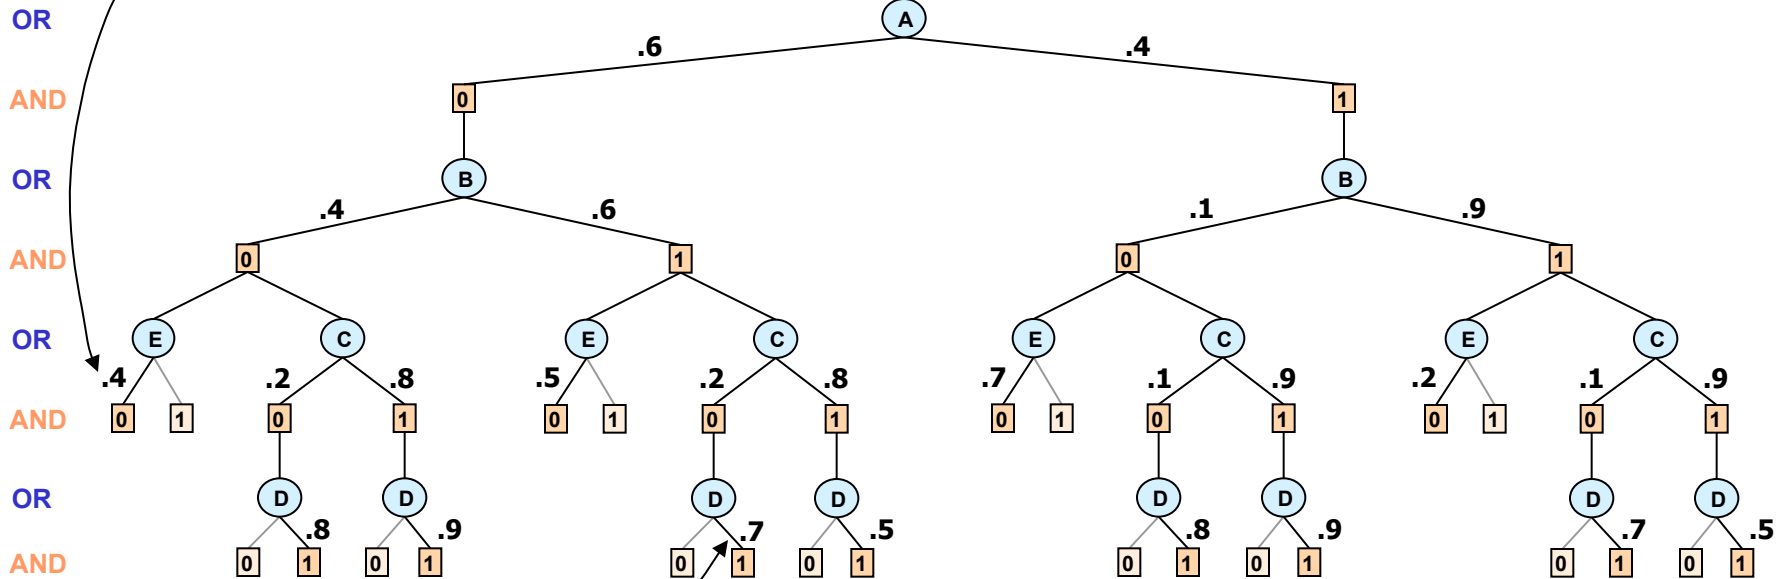 OR A
.6 .4
AND 0 1
OR B B
.4 .6 .1 .9
AND 0 1 0 1
OR E C E C E C E C
.4 .2 .8 .5 .2 .8 .7 .1 .9 .2 .1 .9
AND 0 1 0 1 0 1 0 1 0 1 0 1 0 1 0 1
OR D D D D D D D D
.8 .9 .7 .5 .8 .9 .7 .5
AND 0 1 0 1 0 1 0 1 0 1 0 1 0 1 0 1